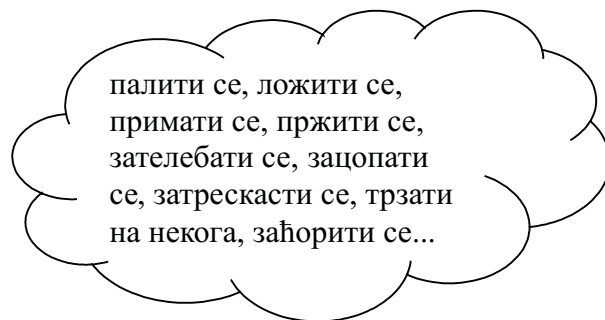 палити се, ложити се,
примати се, пржити се,
зателебати се, зацопати
се, затрескасти се, трзати
на некога, заћорити се...